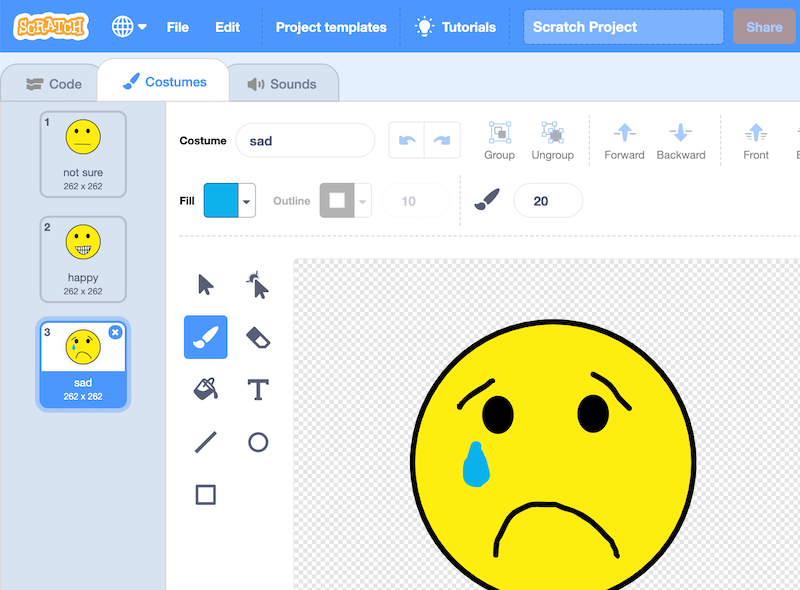 SCRATCH File Edit Project templates Tutorials Scratch Project Share
Code Costumes Sounds
1
not sure
262 x 262
2
happy
262 x 262
3
sad
262 x 262
Costume sad Group Ungroup Forward Backward Front
Fill Outline 10 20
T